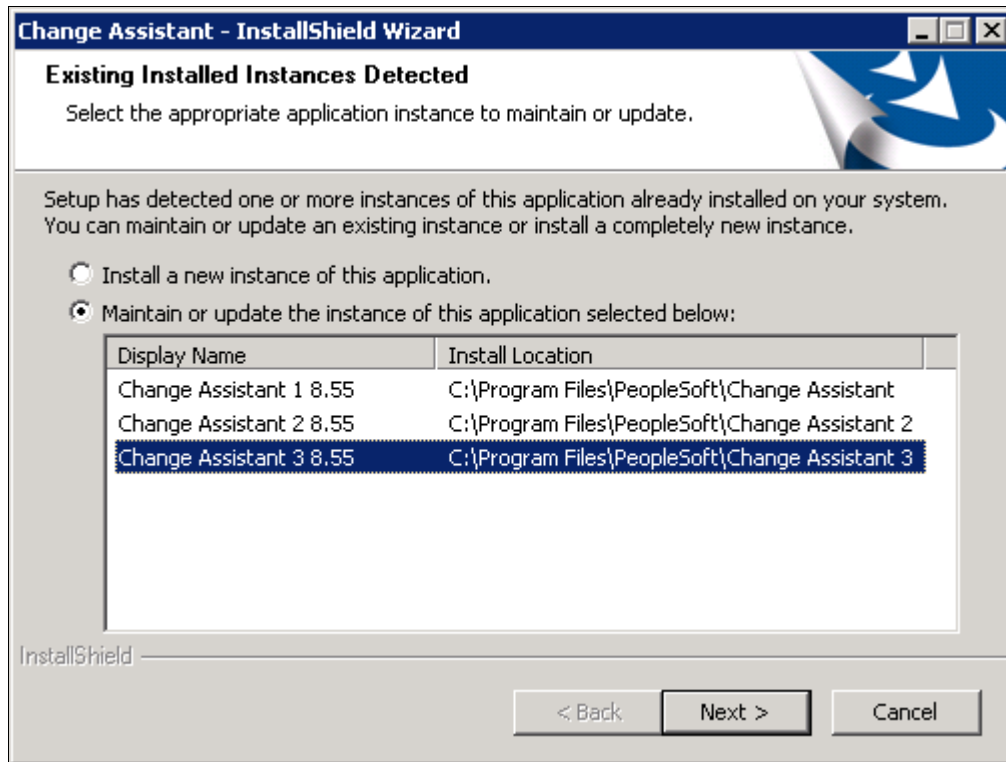 Change Assistant - InstallShield Wizard
Existing Installed Instances Detected
Select the appropriate application instance to maintain or update.
Setup has detected one or more instances of this application already installed on your system.
You can maintain or update an existing instance or install a completely new instance.
Install a new instance of this application.
Maintain or update the instance of this application selected below:
Display Name Install Location
Change Assistant 1 8.55 C:\Program Files\PeopleSoft\Change Assistant
Change Assistant 2 8.55 C:\Program Files\PeopleSoft\Change Assistant 2
Change Assistant 3 8.55 C:\Program Files\PeopleSoft\Change Assistant 3
InstallShield
< Back Next > Cancel